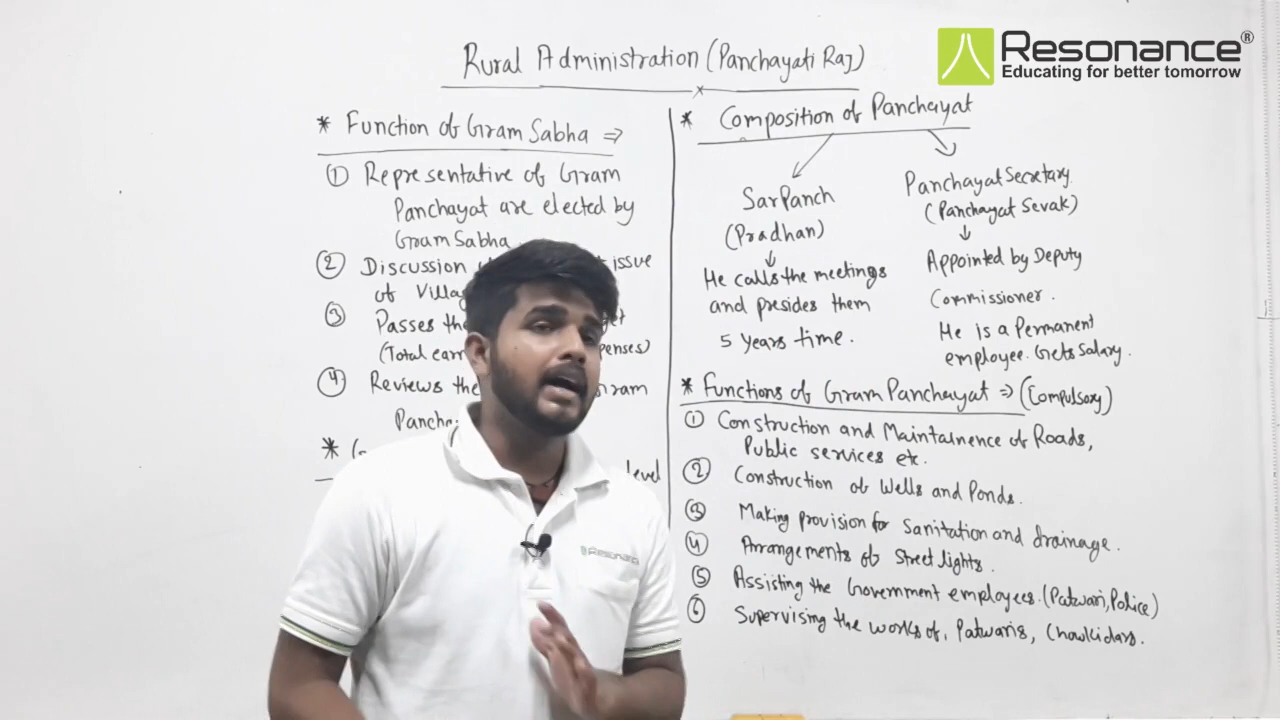 Resonance®
Educating for better tomorrow
Rural Administration (Panchayati Raj)
* Function of Gram Sabha ⇒
① Representative of Gram
Panchayat are elected by
Gram Sabha
② Discussion issue
of
③ Passes the
(Total
④ Reviews the Gram
*
level
* Composition of Panchayat
SarPanch
(Pradhan)
↓
He calls the meetings
and presides them
5 years time.
Panchayat Secretary
(Panchayat Sevak)
↓
Appointed by Deputy
Commissioner.
He is a Permanent
employee. Gets Salary.
* Functions of Gram Panchayat ⇒ (Compulsory)
① Construction and Maintainence of Roads,
Public services etc.
② Construction of Wells and Ponds.
③ Making provision for Sanitation and drainage.
④ Arrangements of Street lights.
⑤ Assisting the Government employees. (Patwari, Police)
⑥ Supervising the works of, Patwaris, Chowkidars.
Resonance